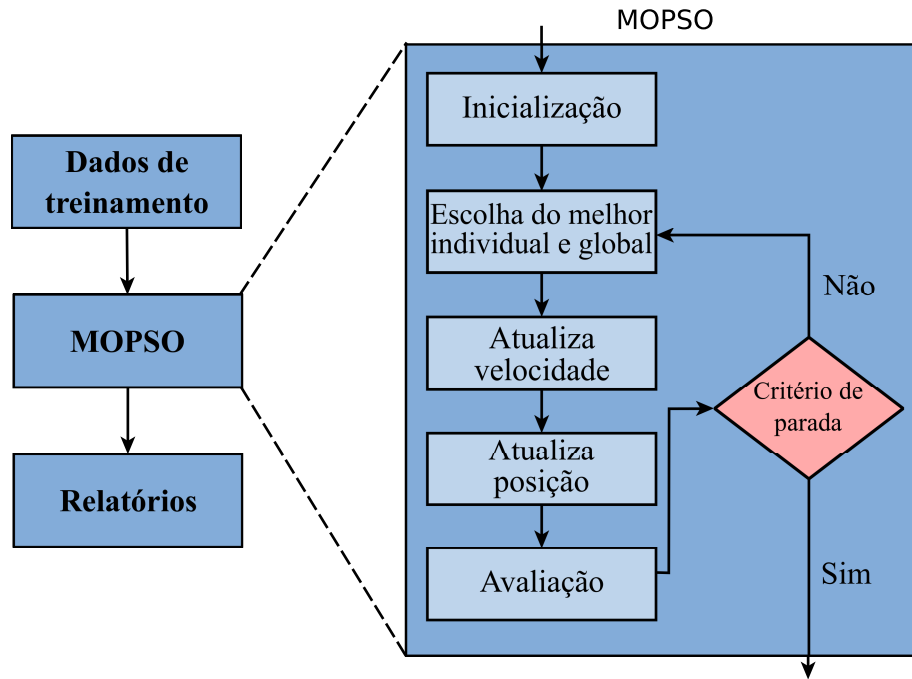 MOPSO
Dados de
treinamento
MOPSO
Relatórios
Inicialização
Escolha do melhor
individual e global
Atualiza
velocidade
Atualiza
posição
Avaliação
Critério de
parada
Não
Sim